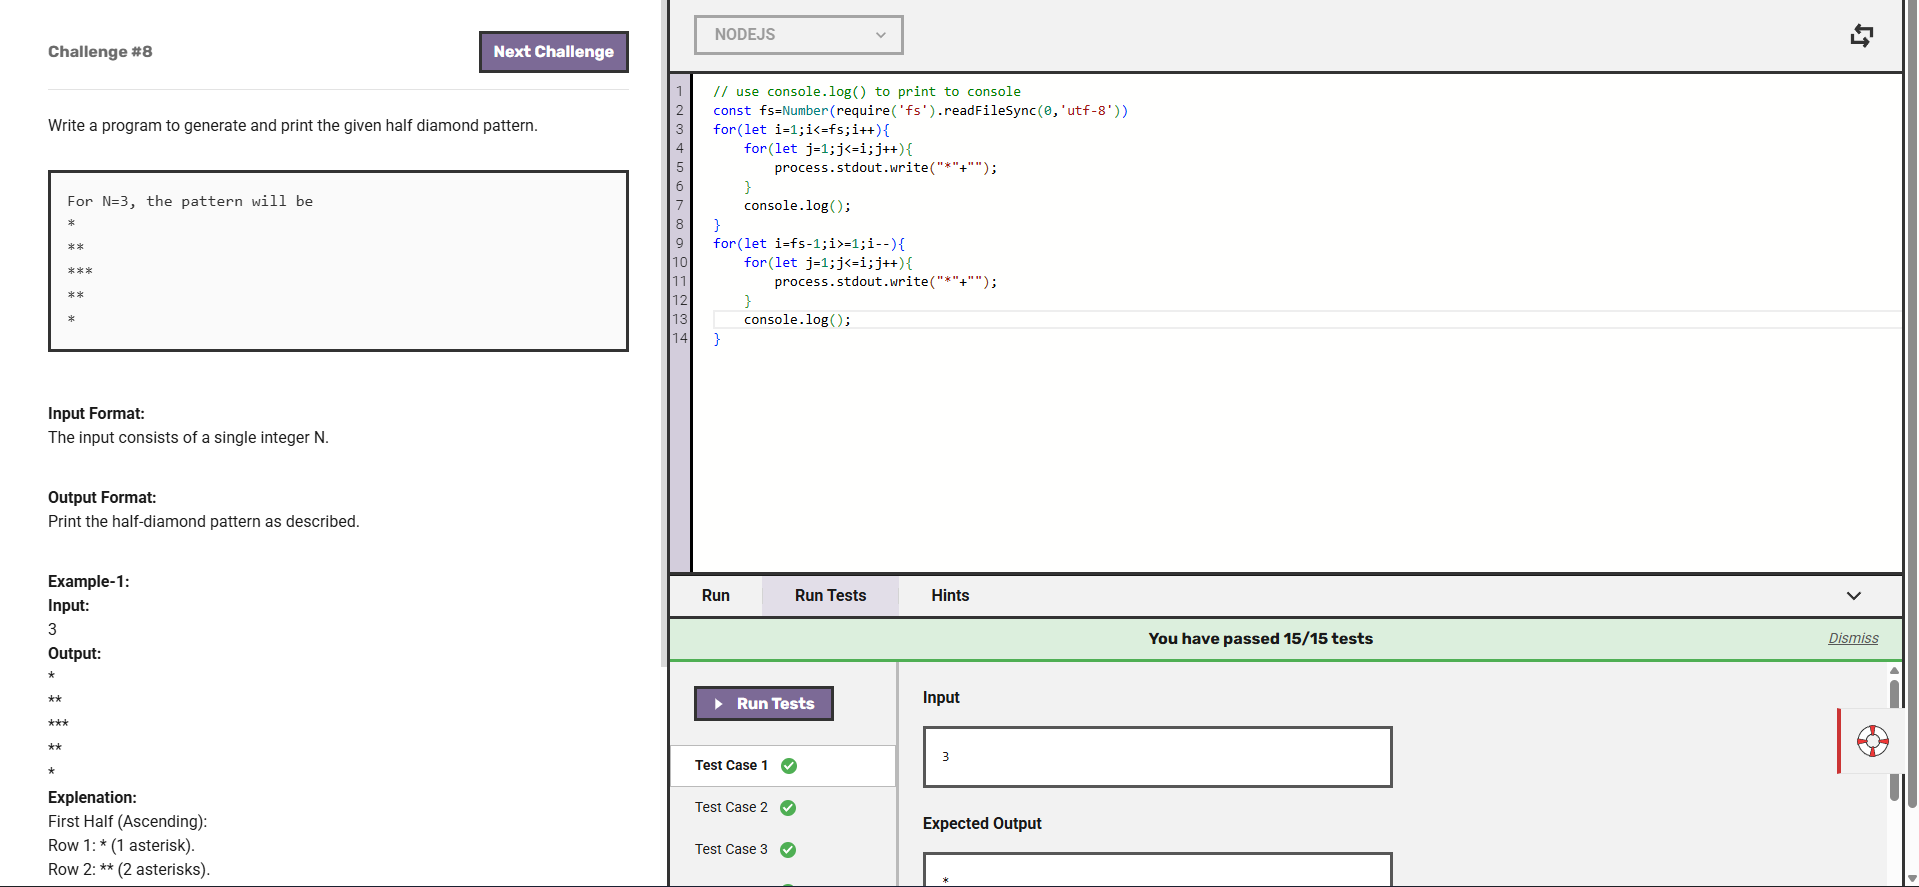 Challenge #8
Next Challenge
Write a program to generate and print the given half diamond pattern.
For N=3, the pattern will be
*
**
***
**
*
Input Format:
The input consists of a single integer N.
Output Format:
Print the half-diamond pattern as described.
Example-1:
Input:
3
Output:
*
**
***
**
*
Explenation:
First Half (Ascending):
Row 1: * (1 asterisk).
Row 2: ** (2 asterisks).
NODEJS
1 // use console.log() to print to console
2 const fs=Number(require('fs').readFileSync(0,'utf-8'))
3 for(let i=1;i<=fs;i++){
4     for(let j=1;j<=i;j++){
5         process.stdout.write("*"+"");
6     }
7     console.log();
8 }
9 for(let i=fs-1;i>=1;i--){
10     for(let j=1;j<=i;j++){
11         process.stdout.write("*"+"");
12     }
13     console.log();
14 }
Run Run Tests Hints
You have passed 15/15 tests Dismiss
Run Tests
Test Case 1
Test Case 2
Test Case 3
Input
3
Expected Output
*